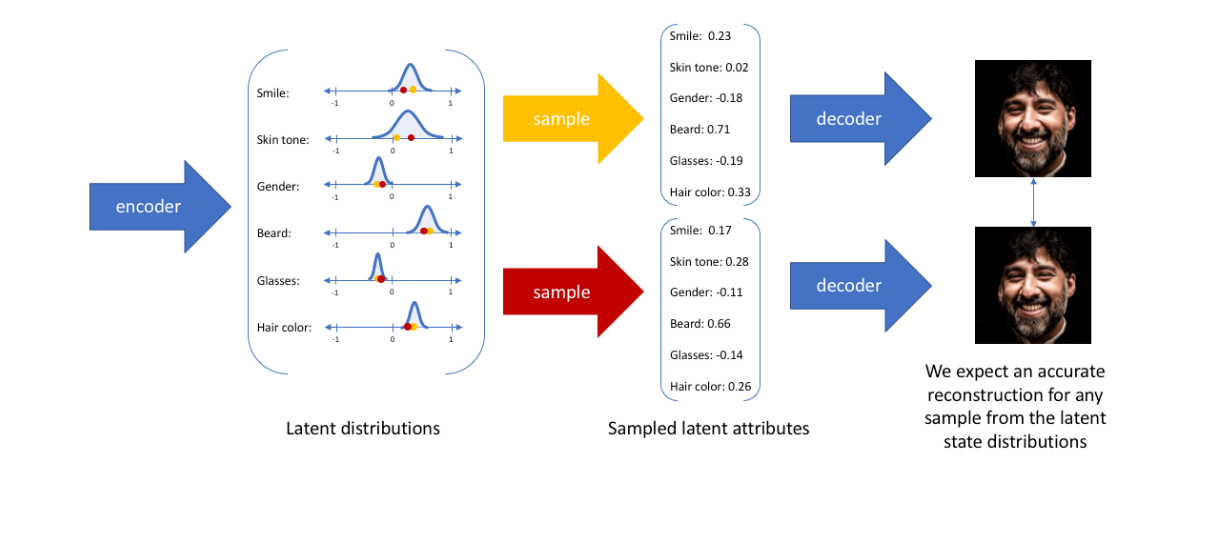 encoder
Smile:
-1 0 1
Skin tone:
-1 0 1
Gender:
-1 0 1
Beard:
-1 0 1
Glasses:
-1 0 1
Hair color:
-1 0 1
Latent distributions
sample
sample
Smile: 0.23
Skin tone: 0.02
Gender: -0.18
Beard: 0.71
Glasses: -0.19
Hair color: 0.33
Smile: 0.17
Skin tone: 0.28
Gender: -0.11
Beard: 0.66
Glasses: -0.14
Hair color: 0.26
Sampled latent attributes
decoder
decoder
We expect an accurate
reconstruction for any
sample from the latent
state distributions